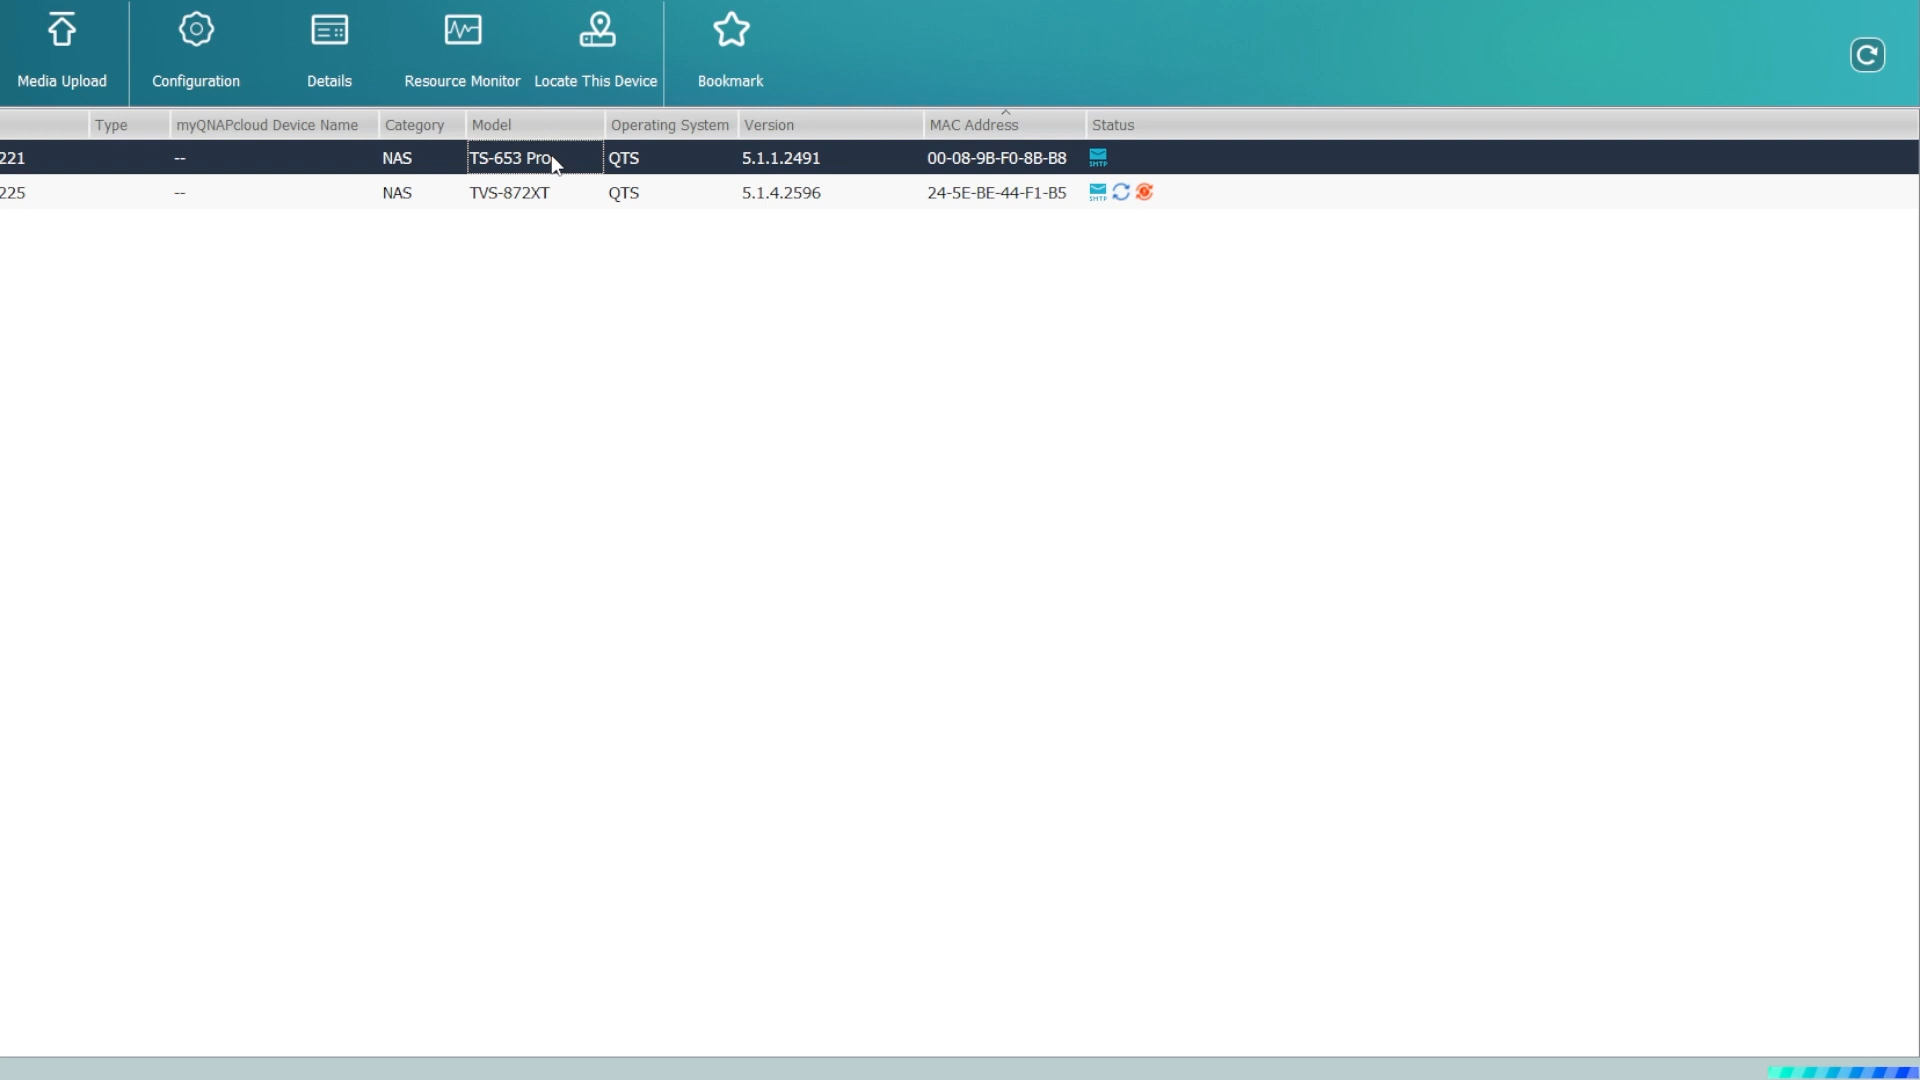 Media Upload Configuration Details Resource Monitor Locate This Device Bookmark
Type myQNAPcloud Device Name Category Model Operating System Version MAC Address Status
221 -- NAS TS-653 Pro QTS 5.1.1.2491 00-08-9B-F0-8B-B8 SMTP
225 -- NAS TVS-872XT QTS 5.1.4.2596 24-5E-BE-44-F1-B5 SMTP